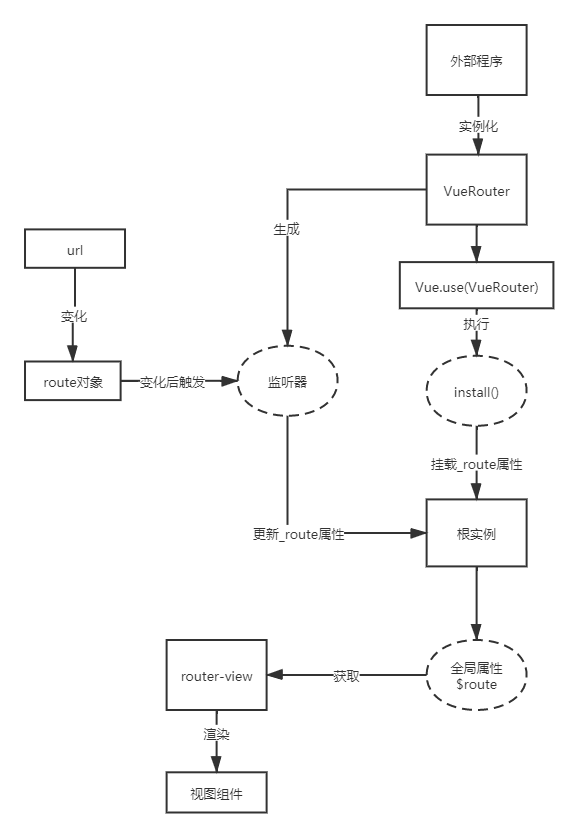 外部程序
实例化
VueRouter
生成
url
Vue.use(VueRouter)
变化
执行
route对象
变化后触发
监听器
install()
挂载_route属性
更新_route属性
根实例
全局属性
$route
获取
router-view
渲染
视图组件